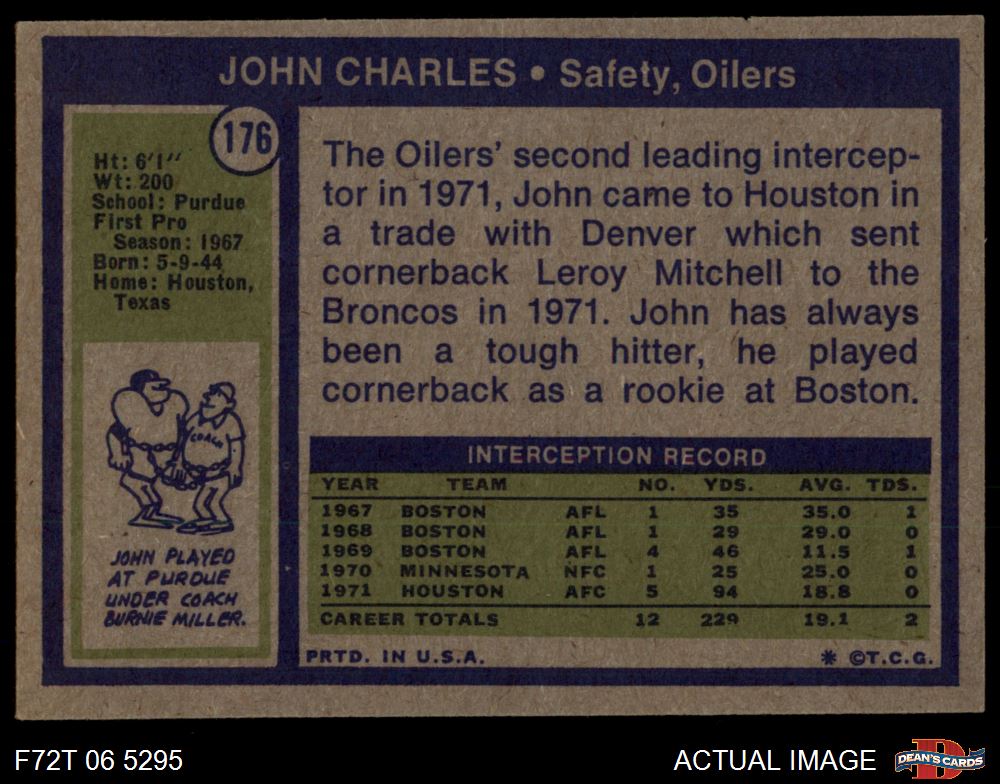 JOHN CHARLES • Safety, Oilers
176
Ht: 6'1"
Wt: 200
School: Purdue
First Pro
Season: 1967
Born: 5-9-44
Home: Houston,
Texas
COACH
JOHN PLAYED
AT PURDUE
UNDER COACH
BURNIE MILLER.
The Oilers' second leading intercep-
tor in 1971, John came to Houston in
a trade with Denver which sent
cornerback Leroy Mitchell to the
Broncos in 1971. John has always
been a tough hitter, he played
cornerback as a rookie at Boston.
INTERCEPTION RECORD
YEAR TEAM NO. YDS. AVG. TDS.
1967 BOSTON AFL 1 35 35.0 1
1968 BOSTON AFL 1 29 29.0 0
1969 BOSTON AFL 4 46 11.5 1
1970 MINNESOTA NFC 1 25 25.0 0
1971 HOUSTON AFC 5 94 18.8 0
CAREER TOTALS 12 229 19.1 2
PRTD. IN U.S.A. * ©T.C.G.
F72T 06 5295 ACTUAL IMAGE
D
DEAN'S CARDS